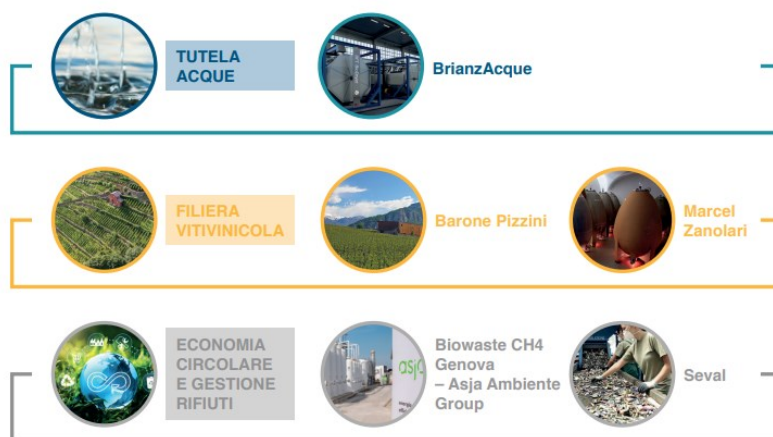 TUTELA
ACQUE
BrianzAcque
FILIERA
VITIVINICOLA
Barone Pizzini
Marcel
Zanolari
ECONOMIA
CIRCOLARE
E GESTIONE
RIFIUTI
asja
Biowaste CH4
Genova
– Asja Ambiente
Group
Seval